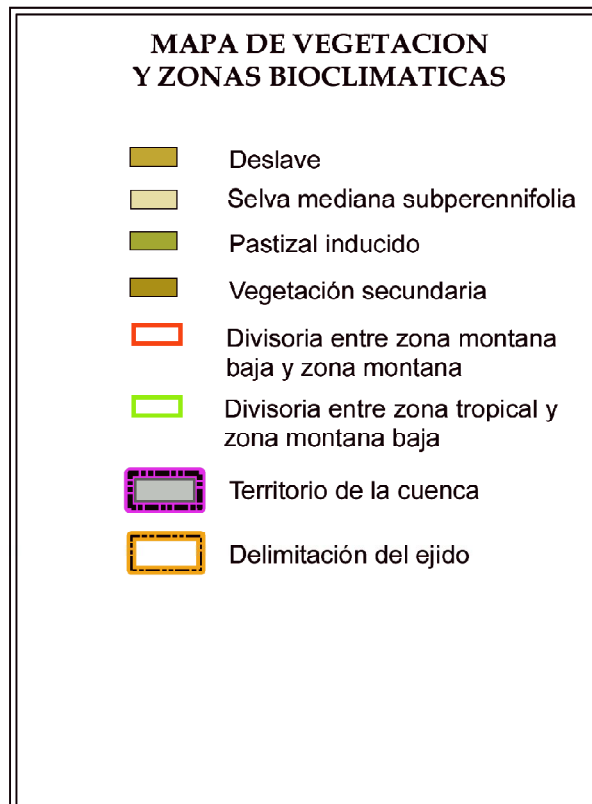 MAPA DE VEGETACION
Y ZONAS BIOCLIMATICAS
Deslave
Selva mediana subperennifolia
Pastizal inducido
Vegetación secundaria
Divisoria entre zona montana
baja y zona montana
Divisoria entre zona tropical y
zona montana baja
Territorio de la cuenca
Delimitación del ejido